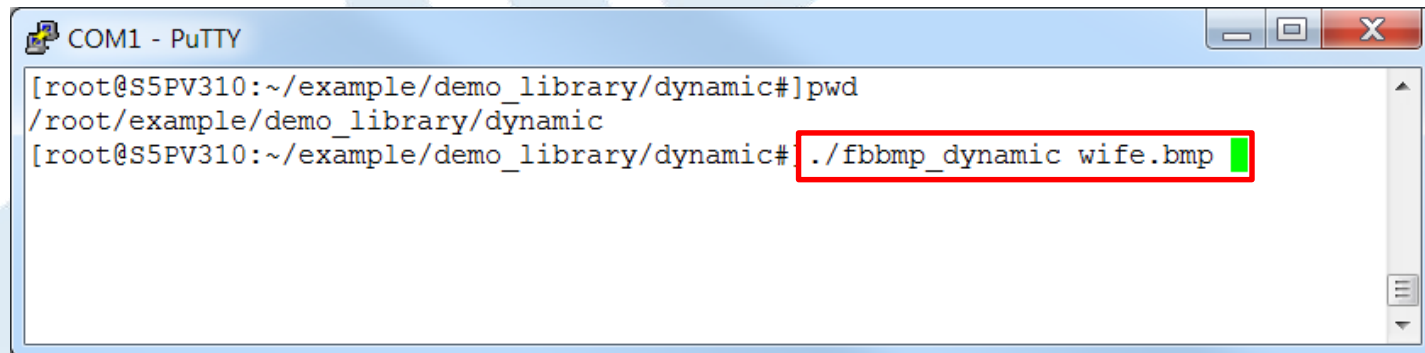 COM1 - PuTTY
[root@S5PV310:~/example/demo_library/dynamic#]pwd
/root/example/demo_library/dynamic
[root@S5PV310:~/example/demo_library/dynamic#]./fbbmp_dynamic wife.bmp